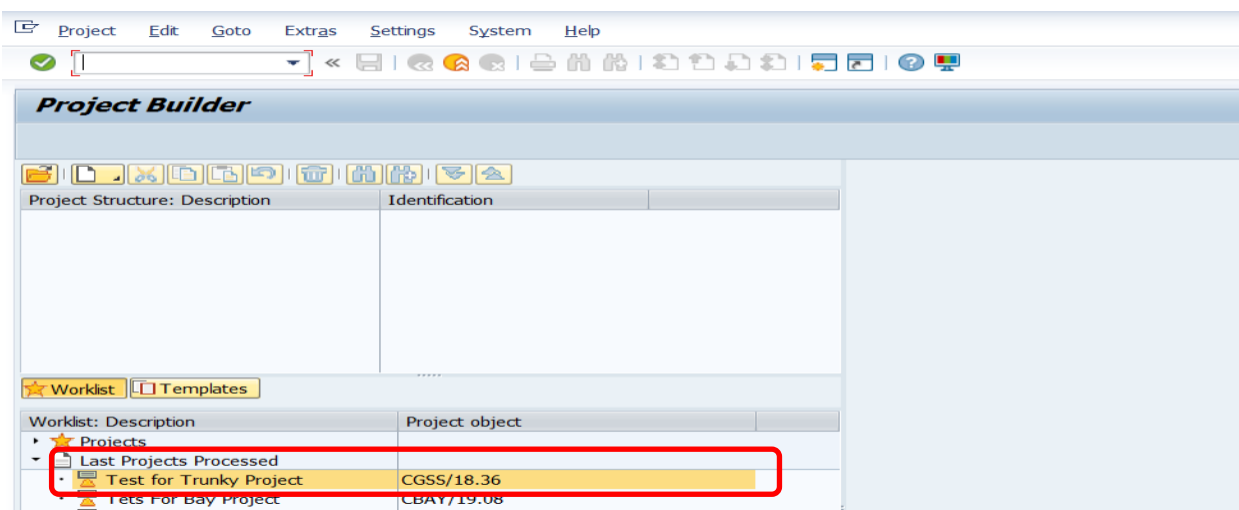 Project Edit Goto Extras Settings System Help
Project Builder
Project Structure: Description Identification
Worklist Templates
Worklist: Description Project object
Projects
Last Projects Processed
Test for Trunky Project CGSS/18.36
Tets For Bay Project CBAY/19.08